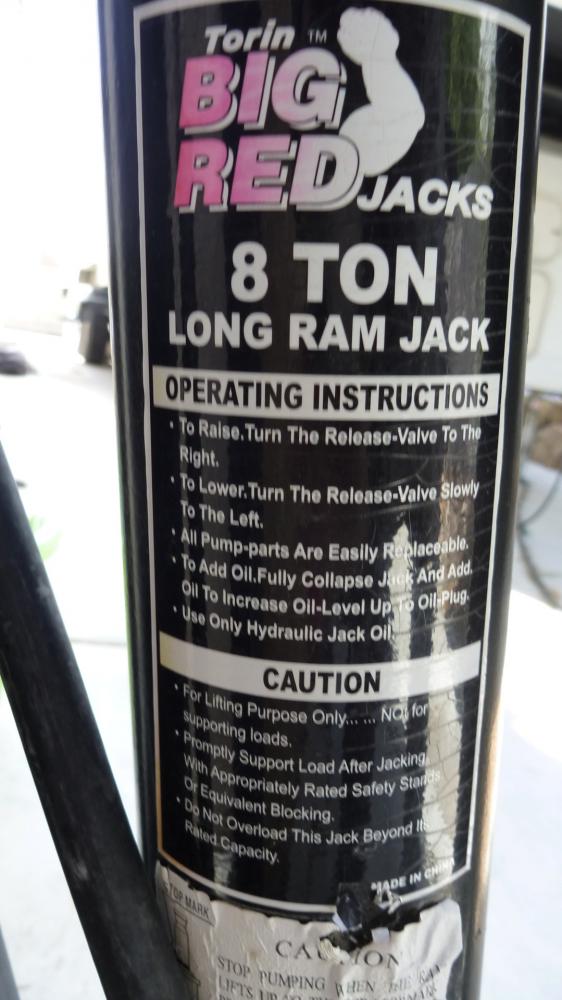 Torin TM
BIG
RED JACKS
8 TON
LONG RAM JACK
OPERATING INSTRUCTIONS
• To Raise.Turn The Release-Valve To The
Right.
• To Lower.Turn The Release-Valve Slowly
To The Left.
• All Pump-parts Are Easily Replaceable.
• To Add Oil.Fully Collapse Jack And Add.
Oil To Increase Oil-Level Up To Oil-Plug.
• Use Only Hydraulic Jack Oil.
CAUTION
• For Lifting Purpose Only... ... NOt for
supporting loads.
• Promptly Support Load After Jacking
With Appropriately Rated Safety Stands
Or Equivalent Blocking.
• Do Not Overload This Jack Beyond Its
Rated Capacity.
MADE IN CHINA
STOP MARK
CAUTION
STOP PUMPING WHEN THE RAM
LIFTS UP